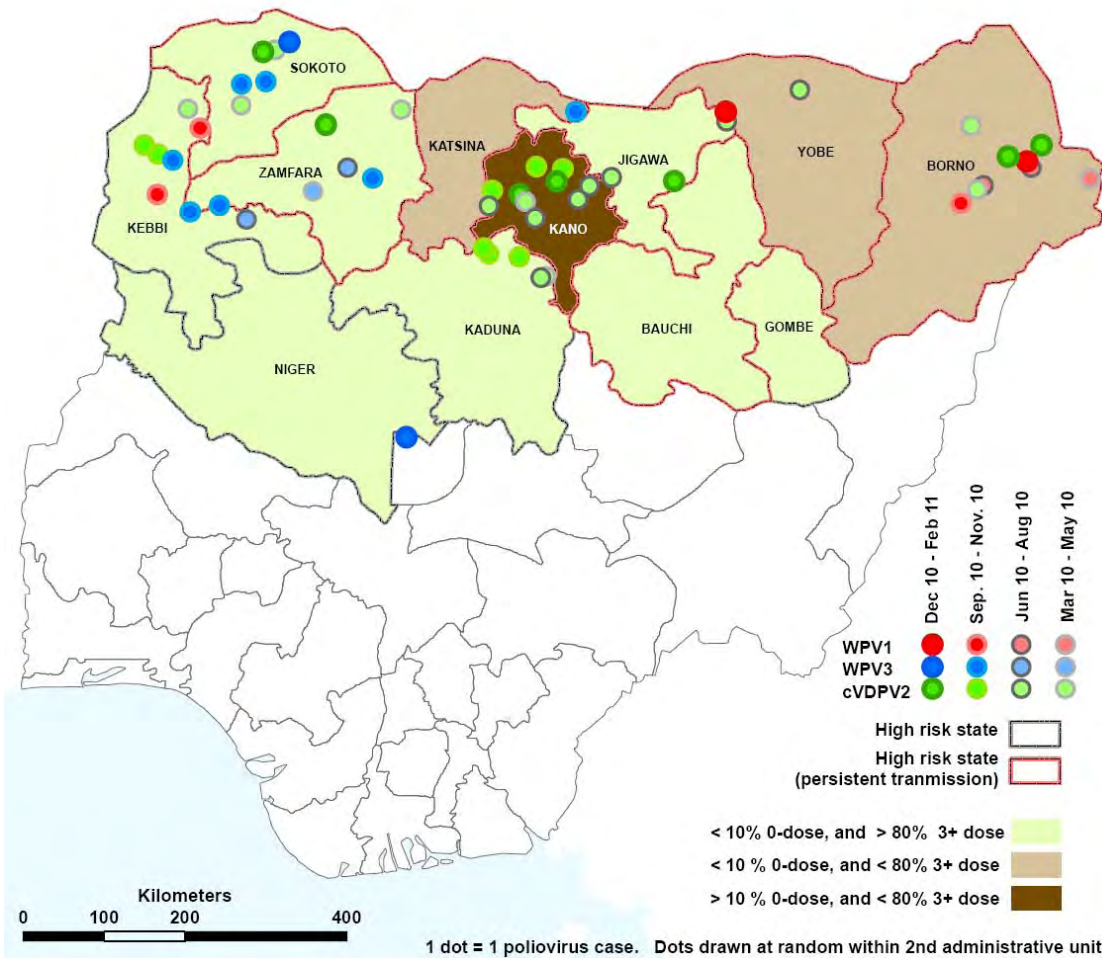 SOKOTO
KATSINA
ZAMFARA
JIGAWA
YOBE
BORNO
KEBBI
KANO
KADUNA
BAUCHI
GOMBE
NIGER
Dec 10 - Feb 11
Sep. 10 - Nov. 10
Jun 10 - Aug 10
Mar 10 - May 10
WPV1
WPV3
cVDPV2
High risk state
High risk state
(persistent tranmission)
< 10% 0-dose, and > 80% 3+ dose
< 10 % 0-dose, and < 80% 3+ dose
> 10 % 0-dose, and < 80% 3+ dose
Kilometers
0 100 200 400
1 dot = 1 poliovirus case. Dots drawn at random within 2nd administrative unit